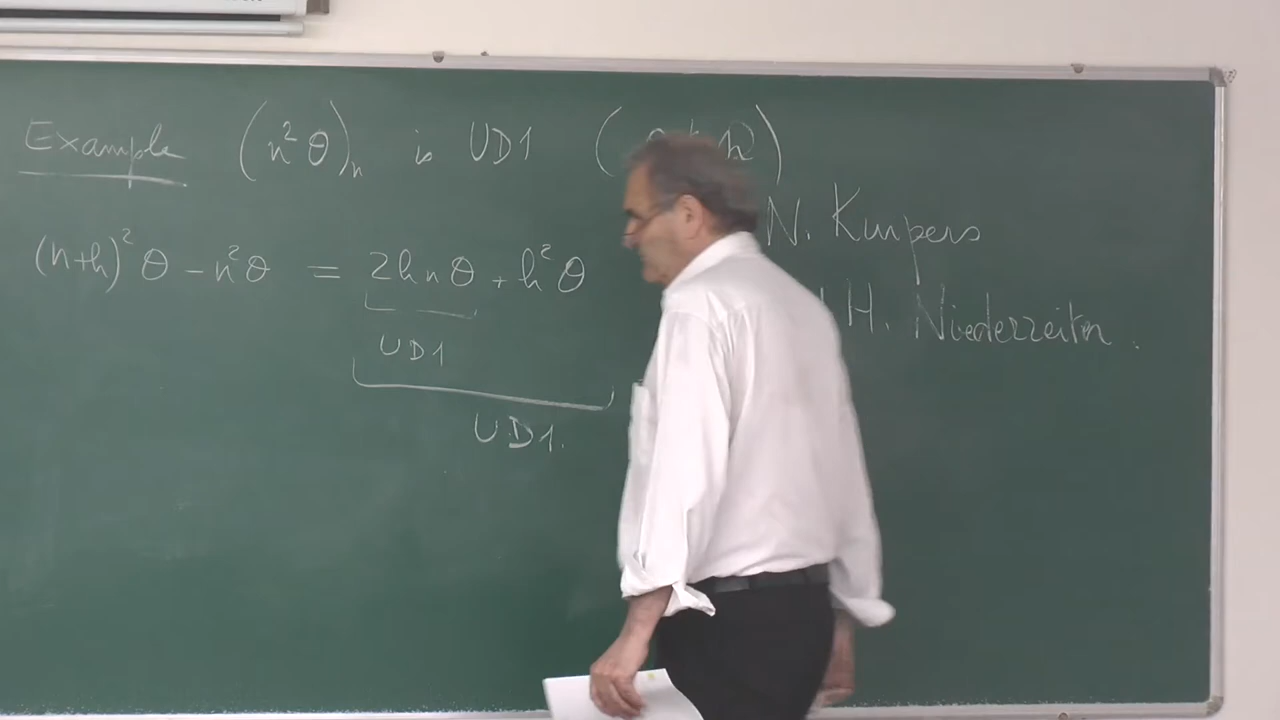 Example (n²θ)ₙ is UD1 (
N. Kuipers
(n+h)²θ − n²θ = 2hnθ + h²θ
H. Niederreiter.
UD1
UD1.